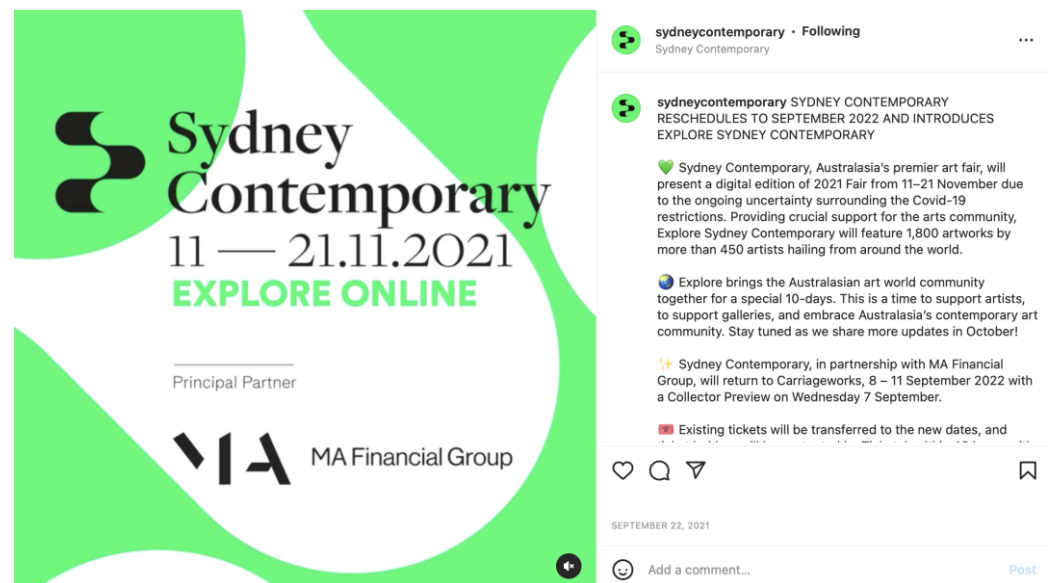 Sydney
Contemporary
11 — 21.11.2021
EXPLORE ONLINE
Principal Partner
MA
MA Financial Group
sydneycontemporary • Following
Sydney Contemporary
sydneycontemporary SYDNEY CONTEMPORARY
RESCHEDULES TO SEPTEMBER 2022 AND INTRODUCES
EXPLORE SYDNEY CONTEMPORARY
💚 Sydney Contemporary, Australasia's premier art fair, will
present a digital edition of 2021 Fair from 11–21 November due
to the ongoing uncertainty surrounding the Covid-19
restrictions. Providing crucial support for the arts community,
Explore Sydney Contemporary will feature 1,800 artworks by
more than 450 artists hailing from around the world.
🌏 Explore brings the Australasian art world community
together for a special 10-days. This is a time to support artists,
to support galleries, and embrace Australasia's contemporary art
community. Stay tuned as we share more updates in October!
✨ Sydney Contemporary, in partnership with MA Financial
Group, will return to Carriageworks, 8 – 11 September 2022 with
a Collector Preview on Wednesday 7 September.
🎟 Existing tickets will be transferred to the new dates, and
SEPTEMBER 22, 2021
Add a comment...
Post